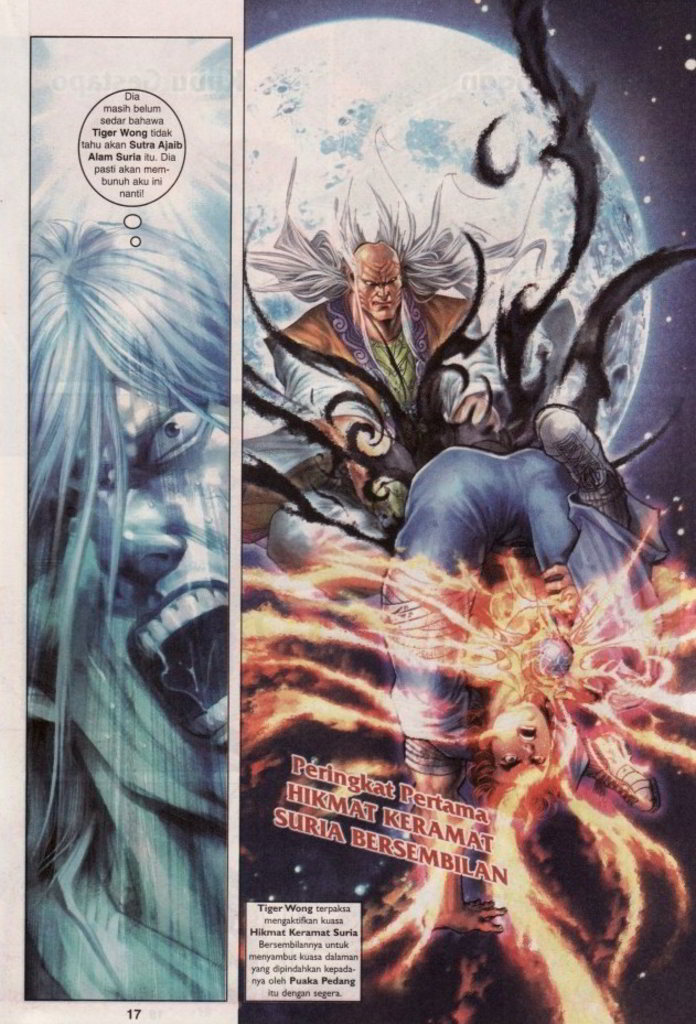 Dia
masih belum
sedar bahawa
Tiger Wong tidak
tahu akan Sutra Ajaib
Alam Suria itu. Dia
pasti akan mem-
bunuh aku ini
nanti!
Peringkat Pertama
HIKMAT KERAMAT
SURIA BERSEMBILAN
Tiger Wong terpaksa
mengaktifkan kuasa
Hikmat Keramat Suria
Bersembilannya untuk
menyambut kuasa dalaman
yang dipindahkan kepada-
nya oleh Puaka Pedang
itu dengan segera.
17